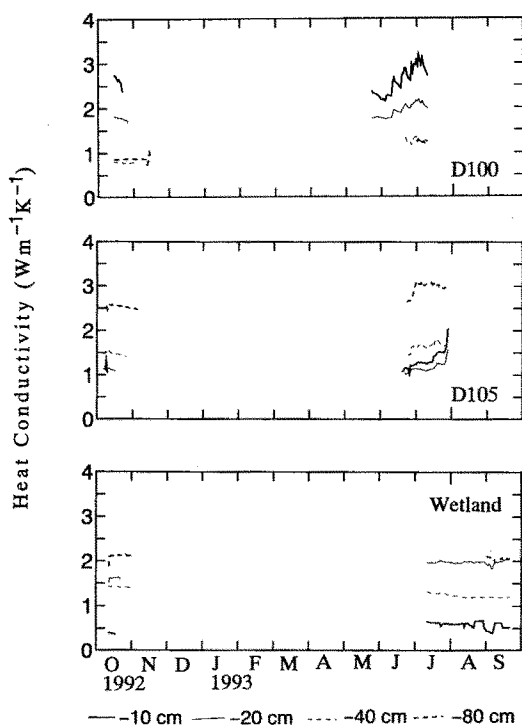 Heat Conductivity (Wm⁻¹K⁻¹)
4
3
2
1
0
D100
4
3
2
1
0
D105
4
3
2
1
0
Wetland
O N D J F M A M J J A S
1992 1993
−10 cm −20 cm −40 cm −80 cm